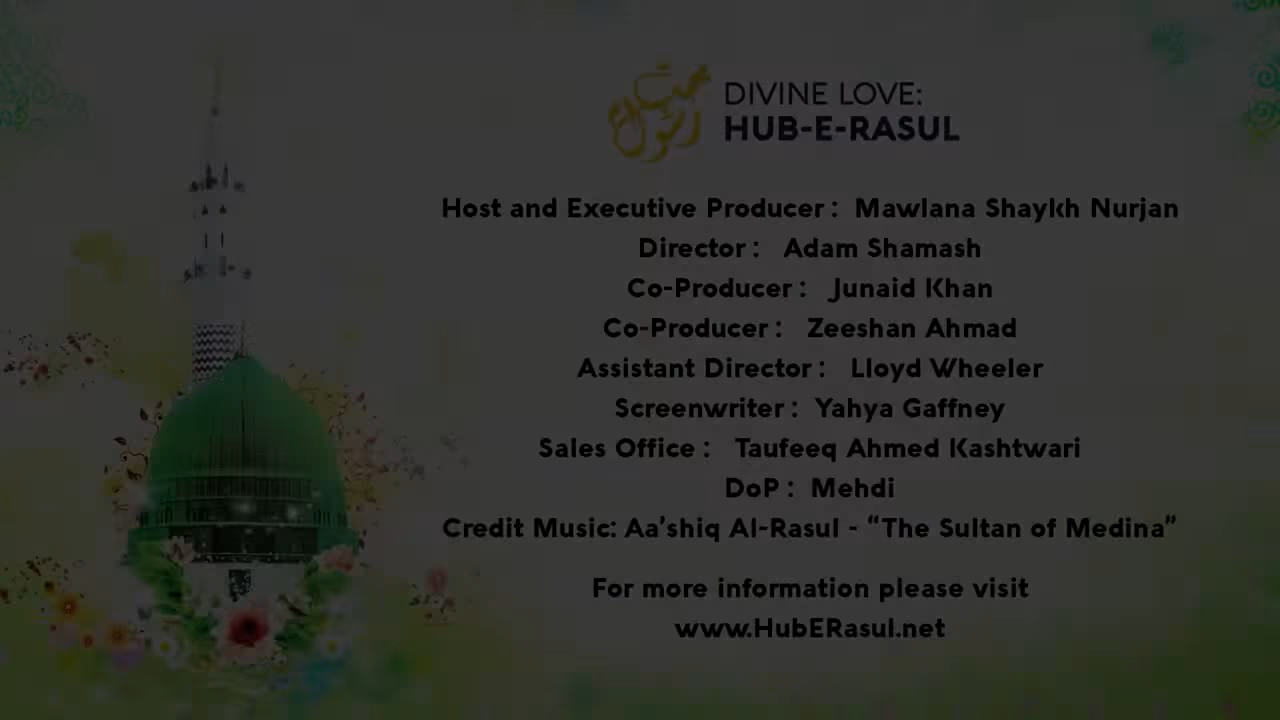 محبت
رسول
DIVINE LOVE:
HUB-E-RASUL
Host and Executive Producer : Mawlana Shaykh Nurjan
Director : Adam Shamash
Co-Producer : Junaid Khan
Co-Producer : Zeeshan Ahmad
Assistant Director : Lloyd Wheeler
Screenwriter : Yahya Gaffney
Sales Office : Taufeeq Ahmed Kashtwari
DoP : Mehdi
Credit Music: Aa’shiq Al-Rasul - “The Sultan of Medina”
For more information please visit
www.HubERasul.net